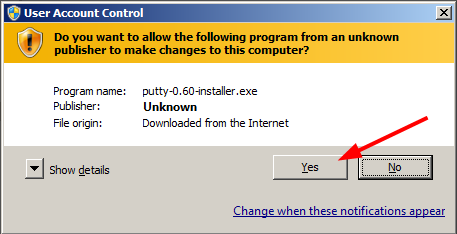 User Account Control
Do you want to allow the following program from an unknown
publisher to make changes to this computer?
Program name: putty-0.60-installer.exe
Publisher: Unknown
File origin: Downloaded from the Internet
Show details
Yes
No
Change when these notifications appear